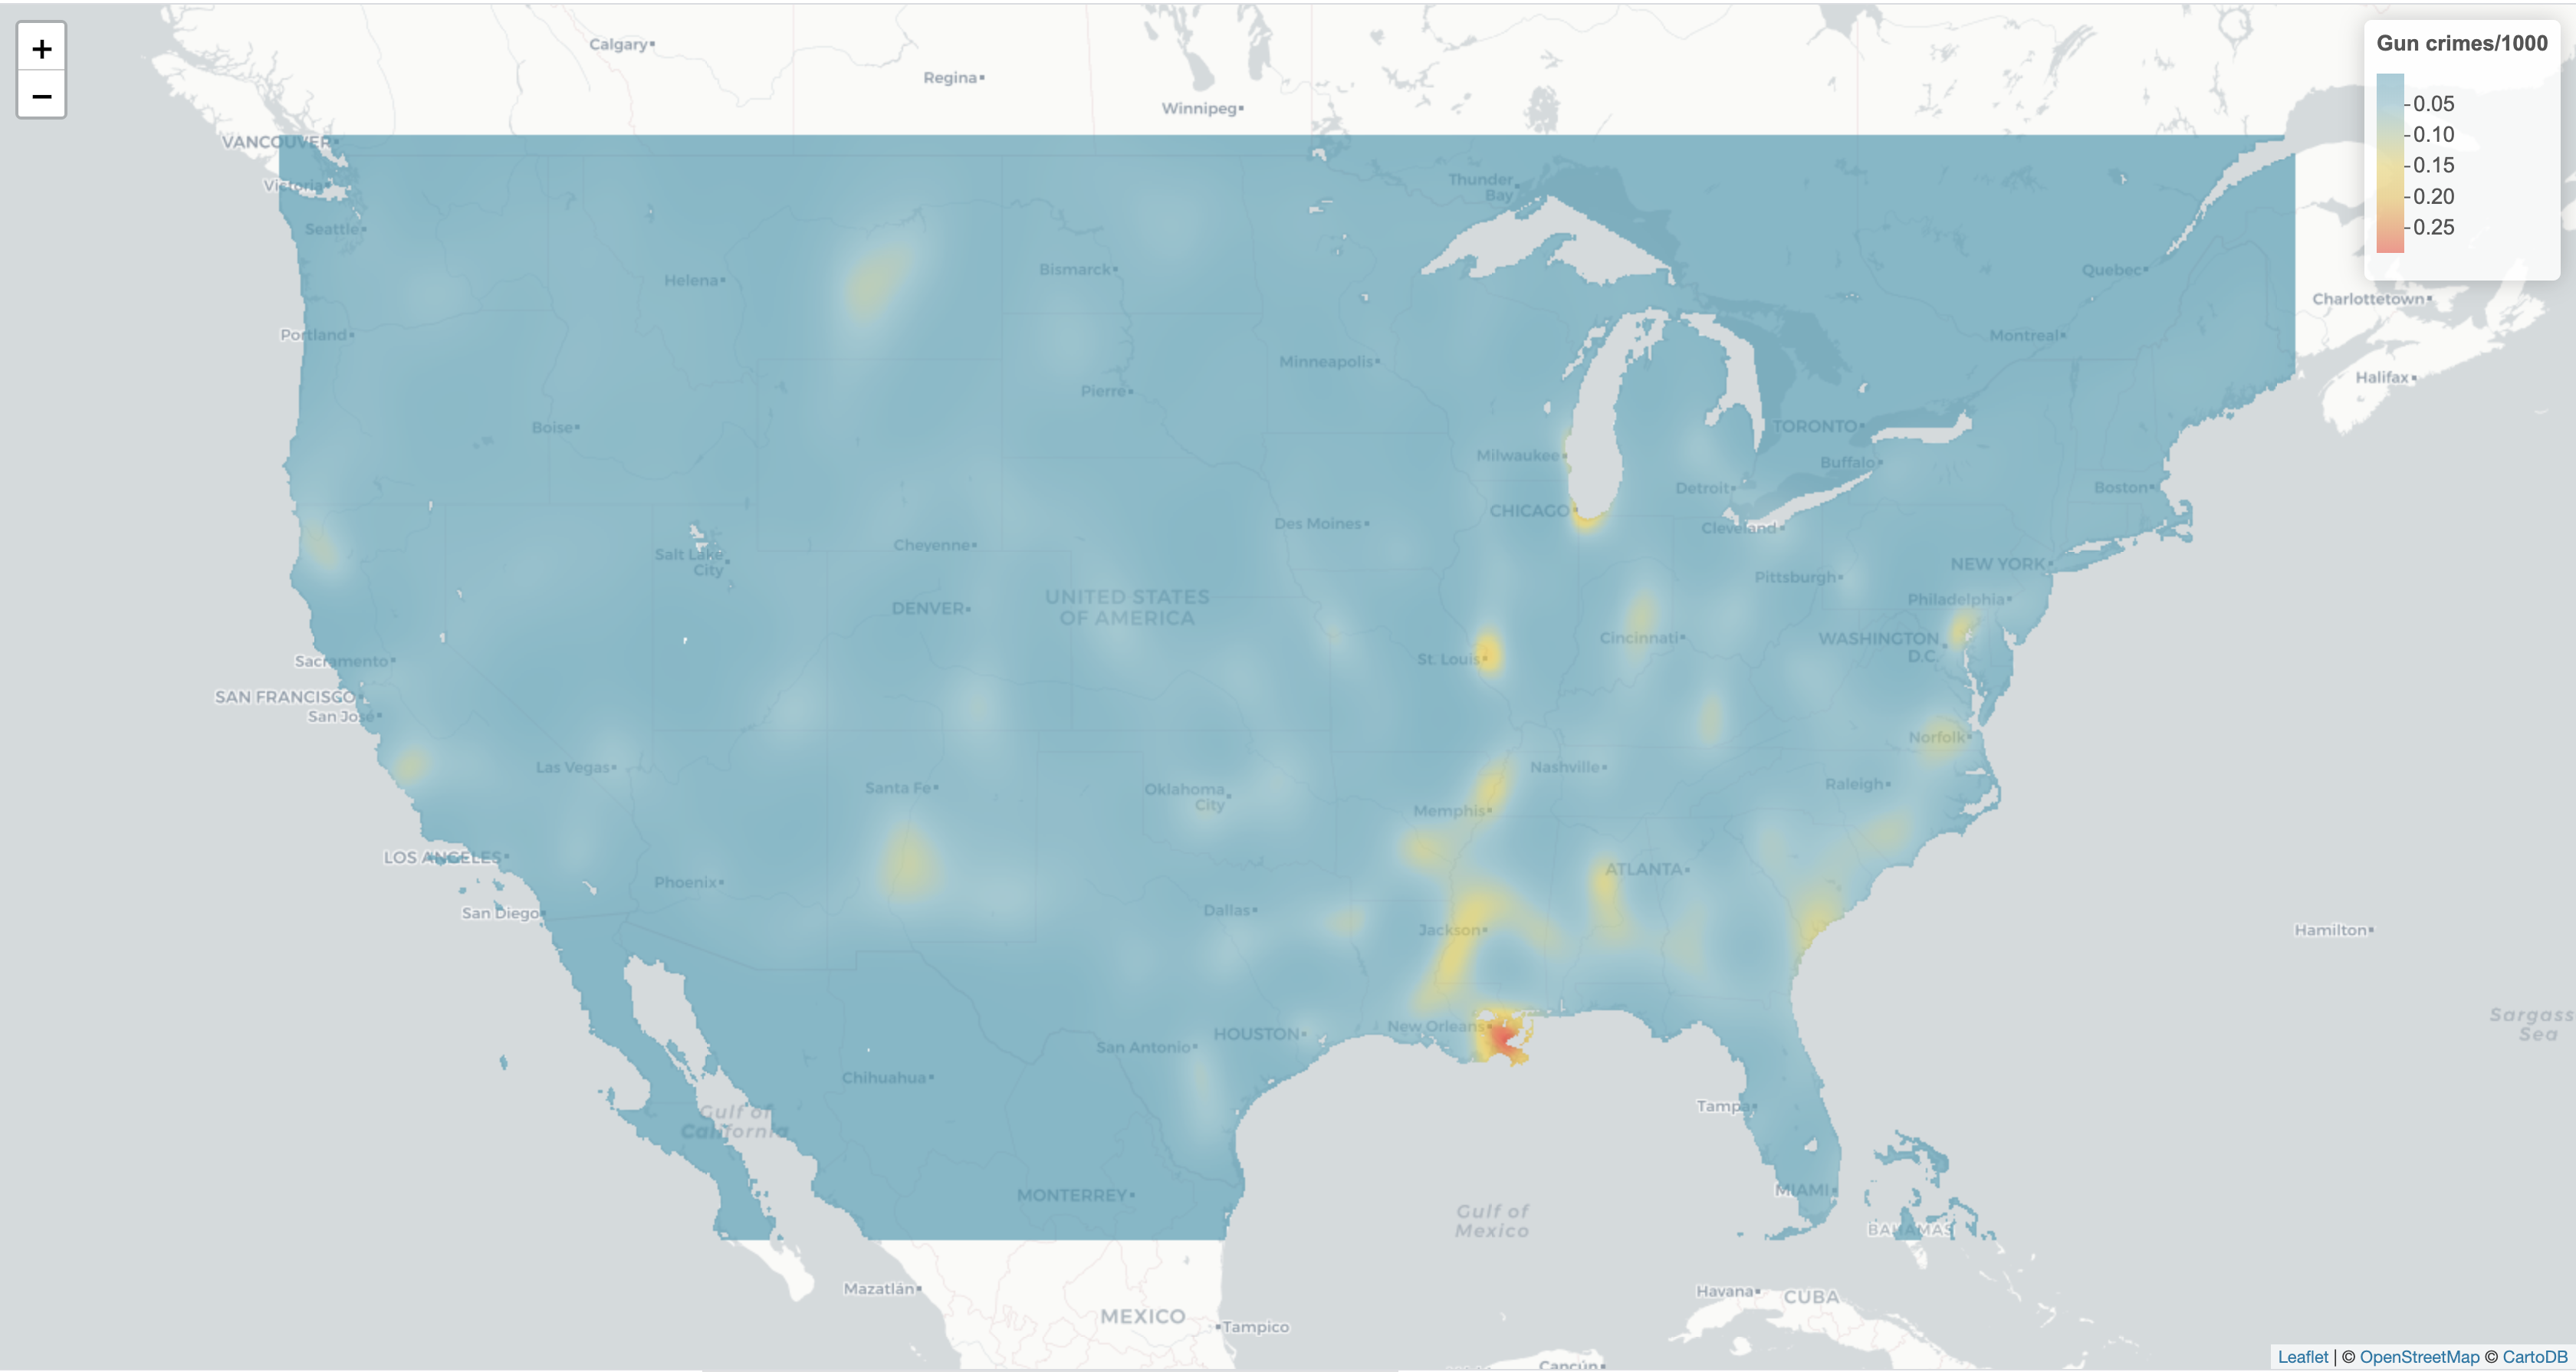 +
−
Calgary
Regina
Winnipeg
Gun crimes/1000
0.05
0.10
0.15
0.20
0.25
VANCOUVER
Victoria
Seattle
Thunder
Bay
Helena
Bismarck
Quebec
Charlottetown
Portland
Montreal
Minneapolis
Halifax
Pierre
Boise
TORONTO
Milwaukee
Buffalo
Detroit
Boston
CHICAGO
Des Moines
Cleveland
Cheyenne
Salt Lake
City
NEW YORK
Pittsburgh
UNITED STATES
OF AMERICA
DENVER
Philadelphia
Cincinnati
WASHINGTON
D.C.
St. Louis
Sacramento
SAN FRANCISCO
San José
Norfolk
Las Vegas
Nashville
Santa Fe
Oklahoma
City
Raleigh
Memphis
LOS ANGELES
ATLANTA
Phoenix
San Diego
Dallas
Jackson
Hamilton
Sargass
Sea
New Orleans
HOUSTON
San Antonio
Chihuahua
Gulf of
California
Tampa
MONTERREY
MIAMI
Gulf of
Mexico
BAHAMAS
Mazatlán
Havana
CUBA
MEXICO
Tampico
Cancún
Leaflet | © OpenStreetMap © CartoDB